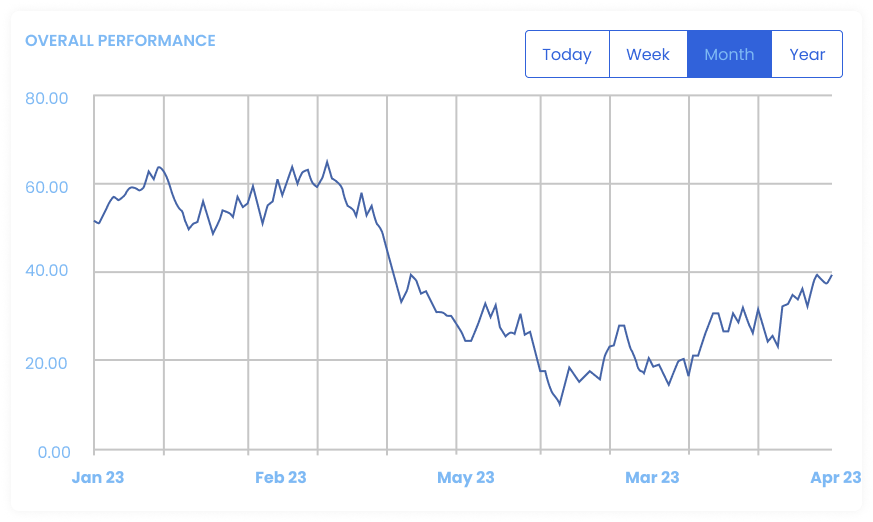 OVERALL PERFORMANCE
Today Week Month Year
80.00
60.00
40.00
20.00
0.00
Jan 23 Feb 23 May 23 Mar 23 Apr 23